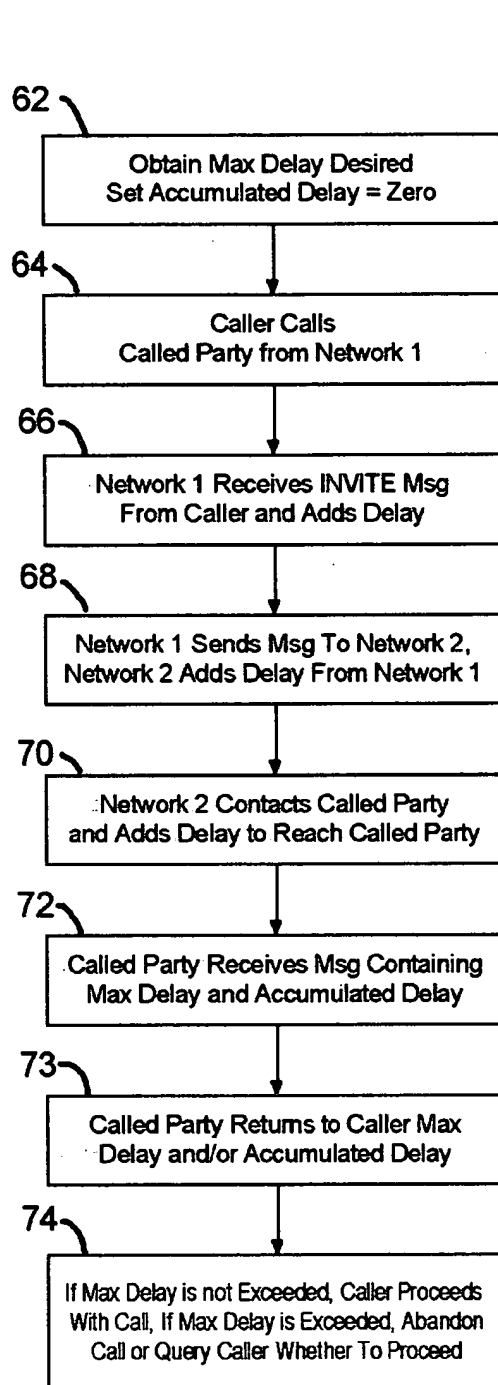 62
Obtain Max Delay Desired
Set Accumulated Delay = Zero
64
Caller Calls
Called Party from Network 1
66
Network 1 Receives INVITE Msg
From Caller and Adds Delay
68
Network 1 Sends Msg To Network 2,
Network 2 Adds Delay From Network 1
70
Network 2 Contacts Called Party
and Adds Delay to Reach Called Party
72
Called Party Receives Msg Containing
Max Delay and Accumulated Delay
73
Called Party Returns to Caller Max
Delay and/or Accumulated Delay
74
If Max Delay is not Exceeded, Caller Proceeds
With Call, If Max Delay is Exceeded, Abandon
Call or Query Caller Whether To Proceed